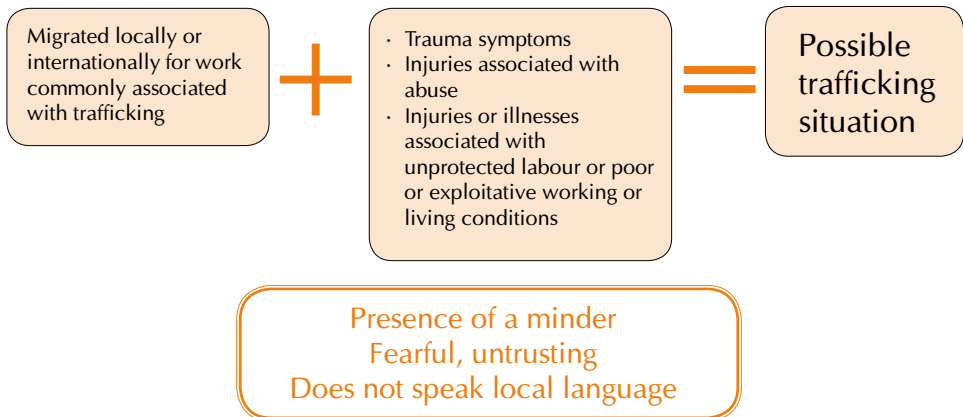 Migrated locally or
internationally for work
commonly associated
with trafficking
+
· Trauma symptoms
· Injuries associated with
abuse
· Injuries or illnesses
associated with
unprotected labour or poor
or exploitative working or
living conditions
=
Possible
trafficking
situation
Presence of a minder
Fearful, untrusting
Does not speak local language